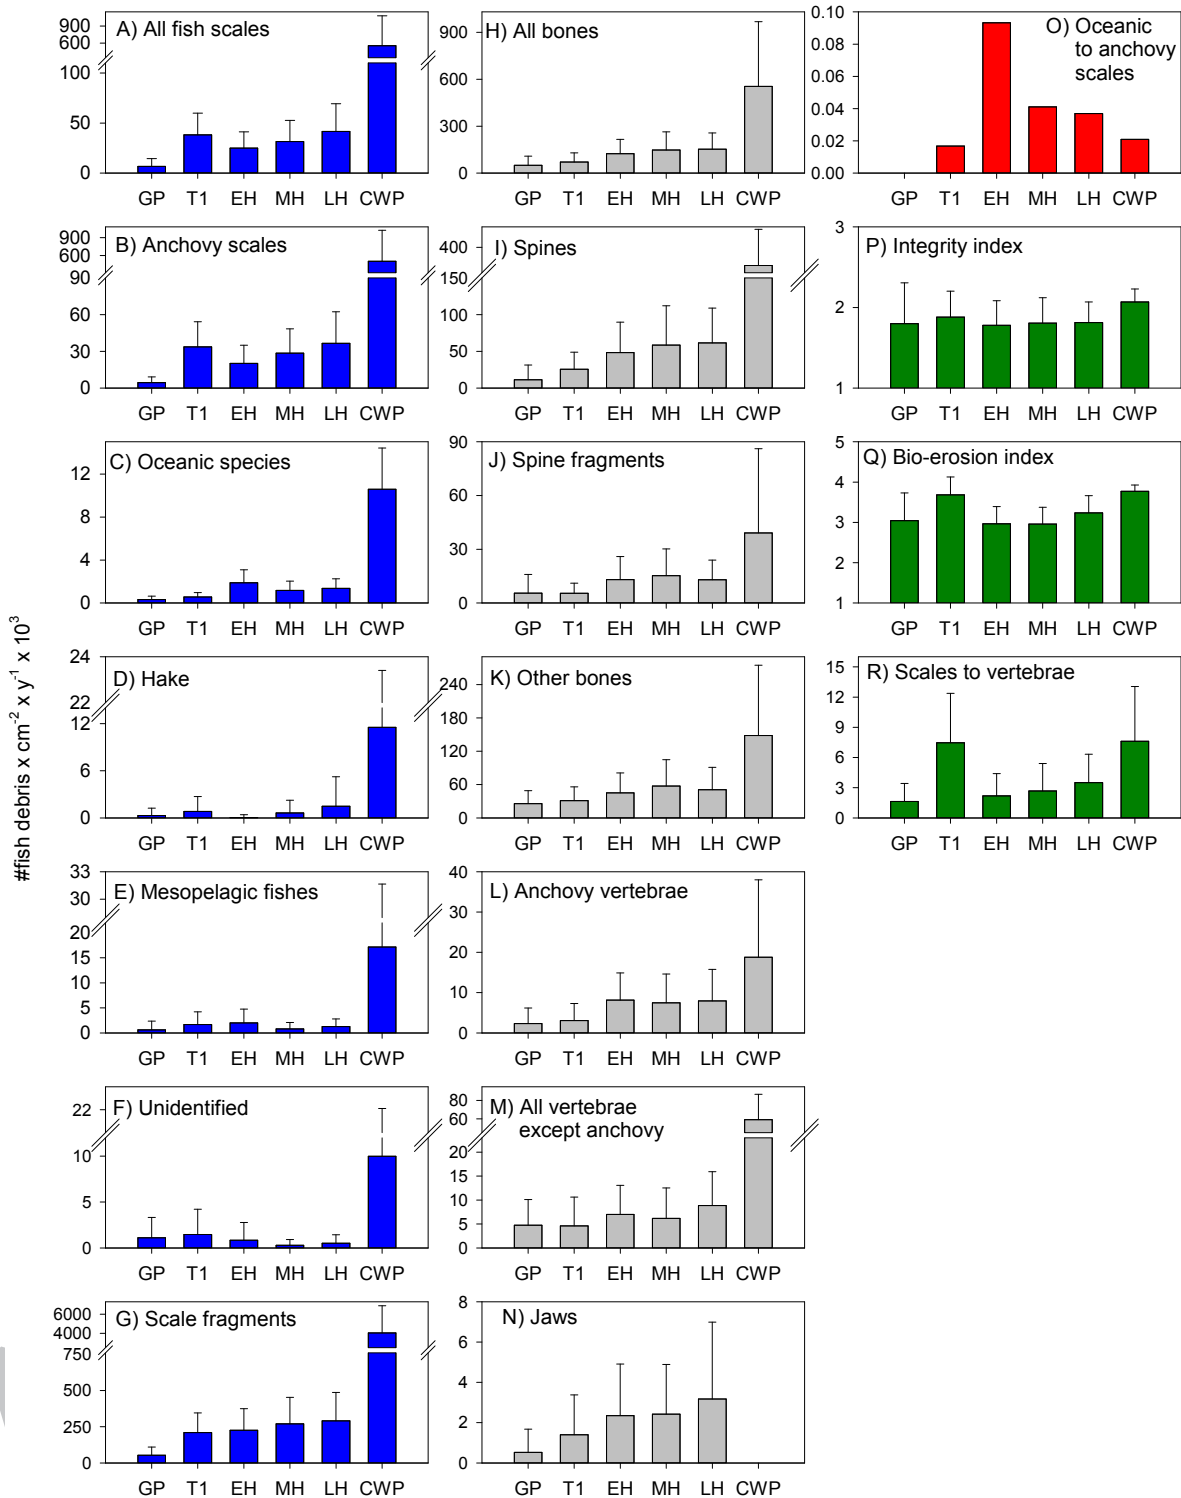 #fish debris x cm-2 x y-1 x 103
A) All fish scales
900
600
100
50
0
GP T1 EH MH LH CWP
H) All bones
900
600
300
0
GP T1 EH MH LH CWP
O) Oceanic
to anchovy
scales
0.10
0.08
0.06
0.04
0.02
0.00
GP T1 EH MH LH CWP
B) Anchovy scales
900
600
90
60
30
0
GP T1 EH MH LH CWP
I) Spines
400
150
100
50
0
GP T1 EH MH LH CWP
P) Integrity index
3
2
1
GP T1 EH MH LH CWP
C) Oceanic species
12
8
4
0
GP T1 EH MH LH CWP
J) Spine fragments
90
60
30
0
GP T1 EH MH LH CWP
Q) Bio-erosion index
5
4
3
2
1
GP T1 EH MH LH CWP
D) Hake
24
22
12
6
0
GP T1 EH MH LH CWP
K) Other bones
240
180
120
60
0
GP T1 EH MH LH CWP
R) Scales to vertebrae
15
12
9
6
3
0
GP T1 EH MH LH CWP
E) Mesopelagic fishes
33
30
20
15
10
5
0
GP T1 EH MH LH CWP
L) Anchovy vertebrae
40
30
20
10
0
GP T1 EH MH LH CWP
F) Unidentified
22
10
5
0
GP T1 EH MH LH CWP
M) All vertebrae
except anchovy
80
60
20
15
10
5
0
GP T1 EH MH LH CWP
G) Scale fragments
6000
4000
750
500
250
0
GP T1 EH MH LH CWP
N) Jaws
8
6
4
2
0
GP T1 EH MH LH CWP